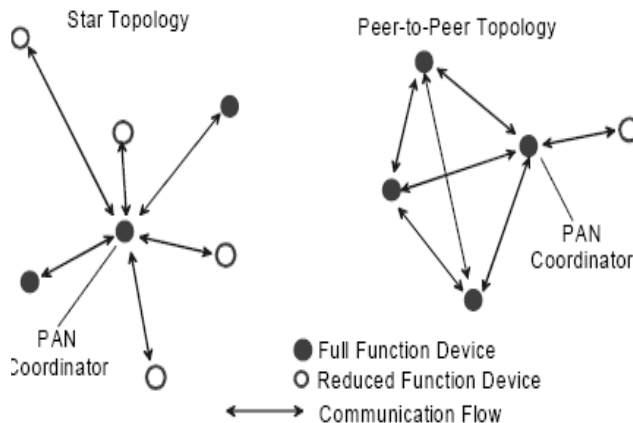 Star Topology
Peer-to-Peer Topology
PAN
Coordinator
PAN
Coordinator
Full Function Device
Reduced Function Device
Communication Flow